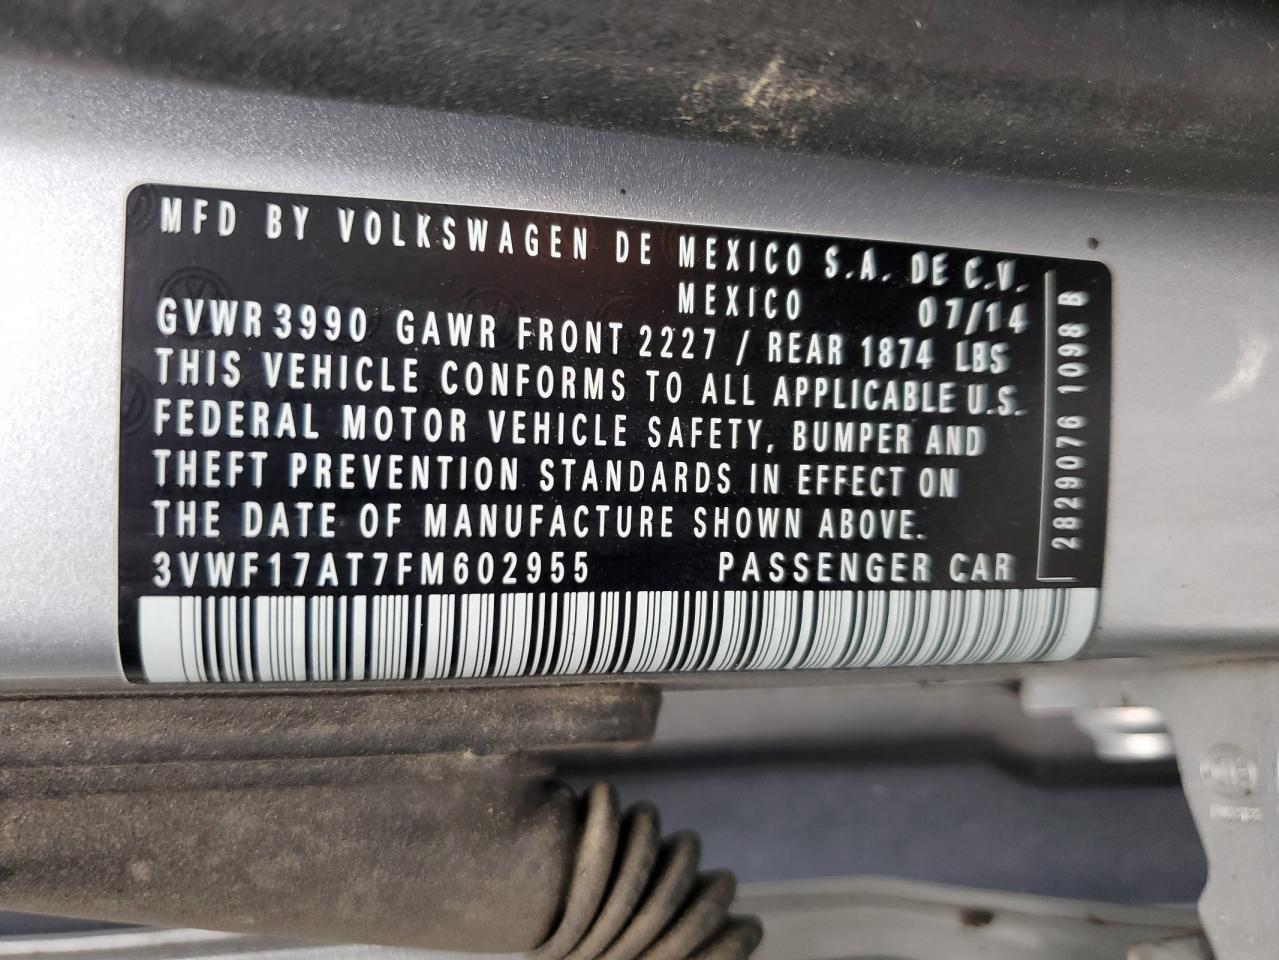 MFD BY VOLKSWAGEN DE MEXICO S.A. DE C.V.
MEXICO 07/14
GVWR 3990 GAWR FRONT 2227 / REAR 1874 LBS
THIS VEHICLE CONFORMS TO ALL APPLICABLE U.S.
FEDERAL MOTOR VEHICLE SAFETY, BUMPER AND
THEFT PREVENTION STANDARDS IN EFFECT ON
THE DATE OF MANUFACTURE SHOWN ABOVE.
3VWF17AT7FM602955 PASSENGER CAR
2829076 1098 B